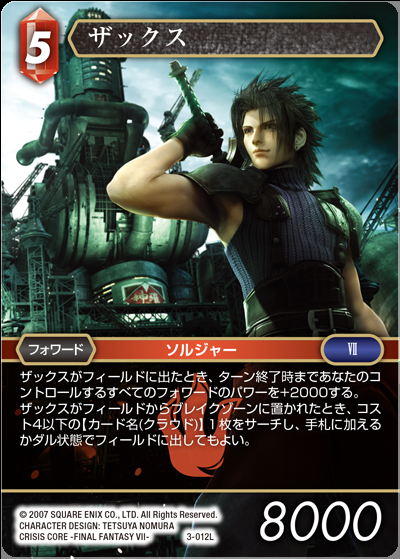 5
ザックス
フォワード
ソルジャー
VII
ザックスがフィールドに出たとき、ターン終了時まであなたのコ
ントロールするすべてのフォワードのパワーを+2000する。
ザックスがフィールドからブレイクゾーンに置かれたとき、コス
ト4以下の【カード名(クラウド)】1枚をサーチし、手札に加える
かダル状態でフィールドに出してもよい。
© 2007 SQUARE ENIX CO., LTD. All Rights Reserved.
CHARACTER DESIGN: TETSUYA NOMURA
CRISIS CORE -FINAL FANTASY VII-
3-012L
8000